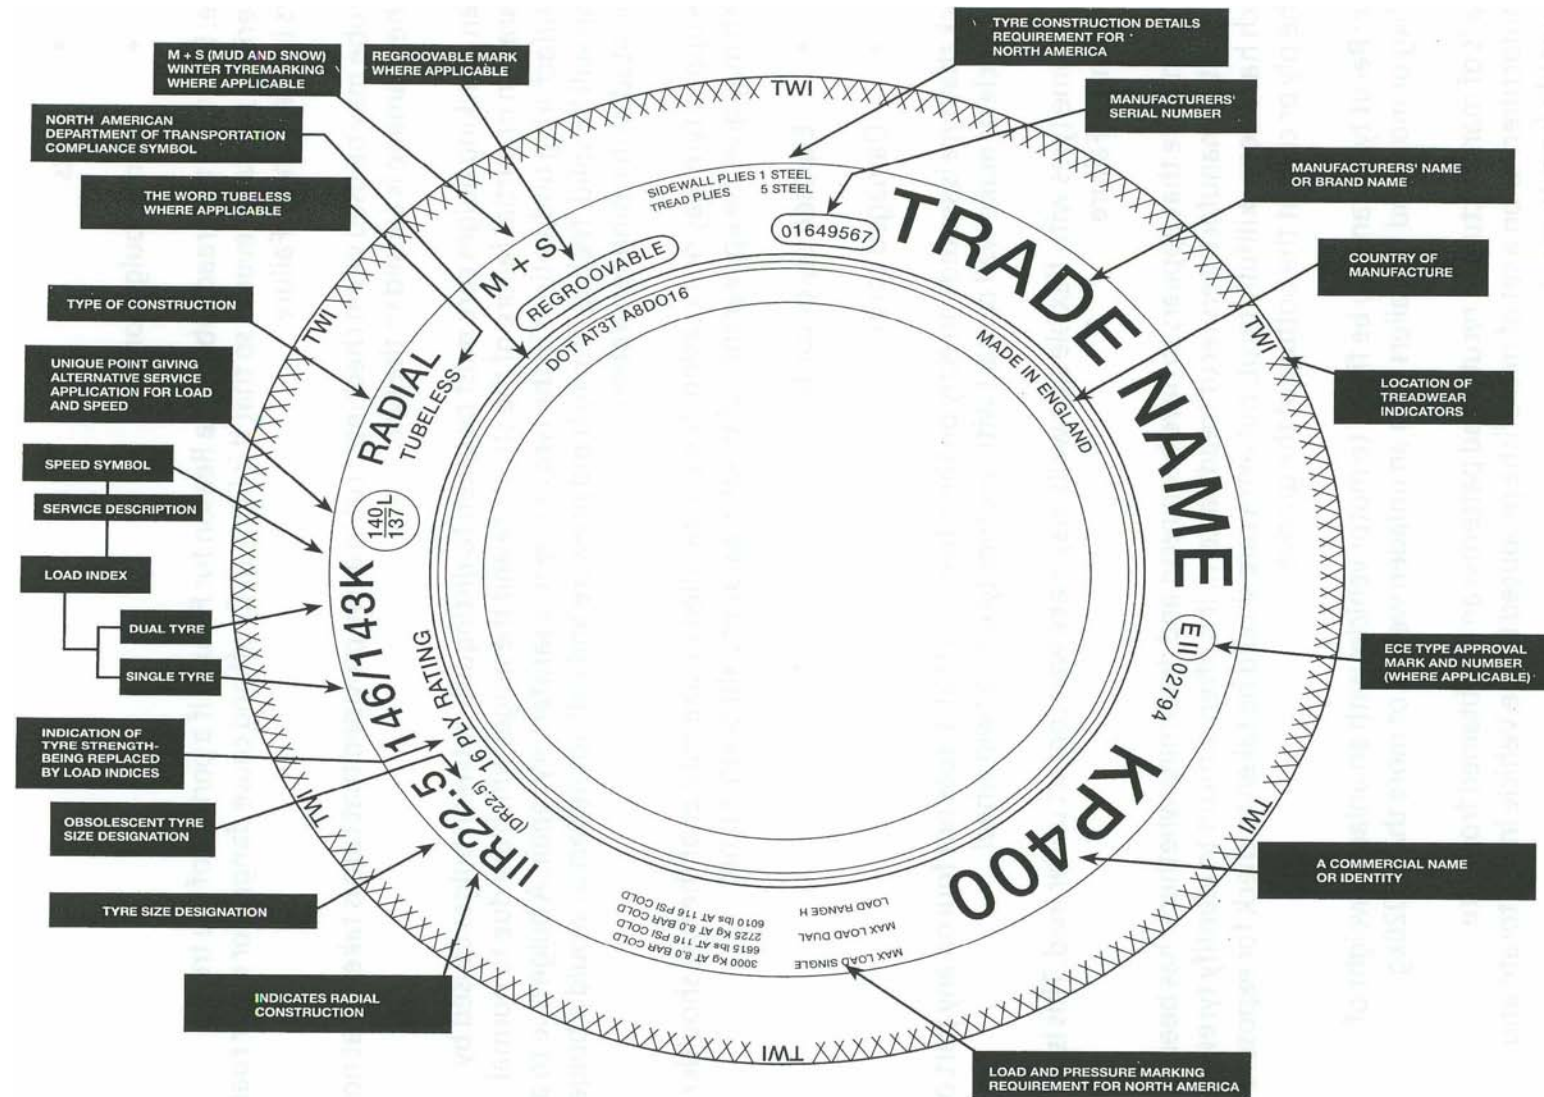 TYRE CONSTRUCTION DETAILS
REQUIREMENT FOR
NORTH AMERICA
M + S (MUD AND SNOW)
WINTER TYREMARKING
WHERE APPLICABLE
REGROOVABLE MARK
WHERE APPLICABLE
MANUFACTURERS'
SERIAL NUMBER
NORTH AMERICAN
DEPARTMENT OF TRANSPORTATION
COMPLIANCE SYMBOL
MANUFACTURERS' NAME
OR BRAND NAME
THE WORD TUBELESS
WHERE APPLICABLE
COUNTRY OF
MANUFACTURE
TYPE OF CONSTRUCTION
UNIQUE POINT GIVING
ALTERNATIVE SERVICE
APPLICATION FOR LOAD
AND SPEED
LOCATION OF
TREADWEAR
INDICATORS
SPEED SYMBOL
SERVICE DESCRIPTION
LOAD INDEX
DUAL TYRE
SINGLE TYRE
ECE TYPE APPROVAL
MARK AND NUMBER
(WHERE APPLICABLE)
INDICATION OF
TYRE STRENGTH-
BEING REPLACED
BY LOAD INDICES
OBSOLESCENT TYRE
SIZE DESIGNATION
A COMMERCIAL NAME
OR IDENTITY
TYRE SIZE DESIGNATION
INDICATES RADIAL
CONSTRUCTION
LOAD AND PRESSURE MARKING
REQUIREMENT FOR NORTH AMERICA
TWI
TWI
TWI
TWI
TWI
TWI
SIDEWALL PLIES 1 STEEL
TREAD PLIES 5 STEEL
01649567
TRADE NAME
M + S
REGROOVABLE
DOT AT3T A8DO16
MADE IN ENGLAND
RADIAL
TUBELESS
140 L
137
146/143K
16 PLY RATING
(DR22.5)
IIR22.5
E II 02794
KP400
MAX LOAD SINGLE
3000 Kg AT 8.0 BAR COLD
6615 lbs AT 116 PSI COLD
MAX LOAD DUAL
2725 Kg AT 8.0 BAR COLD
6010 lbs AT 116 PSI COLD
LOAD RANGE H